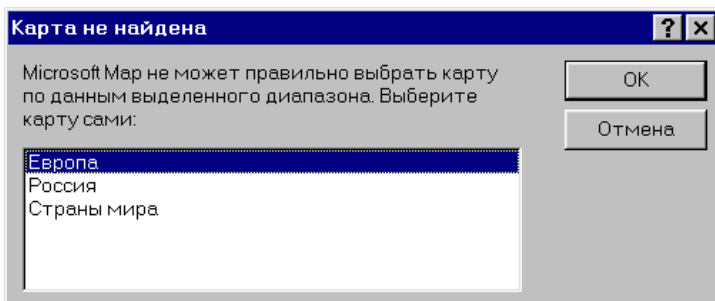 Карта не найдена
Microsoft Map не может правильно выбрать карту
по данным выделенного диапазона. Выберите
карту сами:
OK
Отмена
Европа
Россия
Страны мира